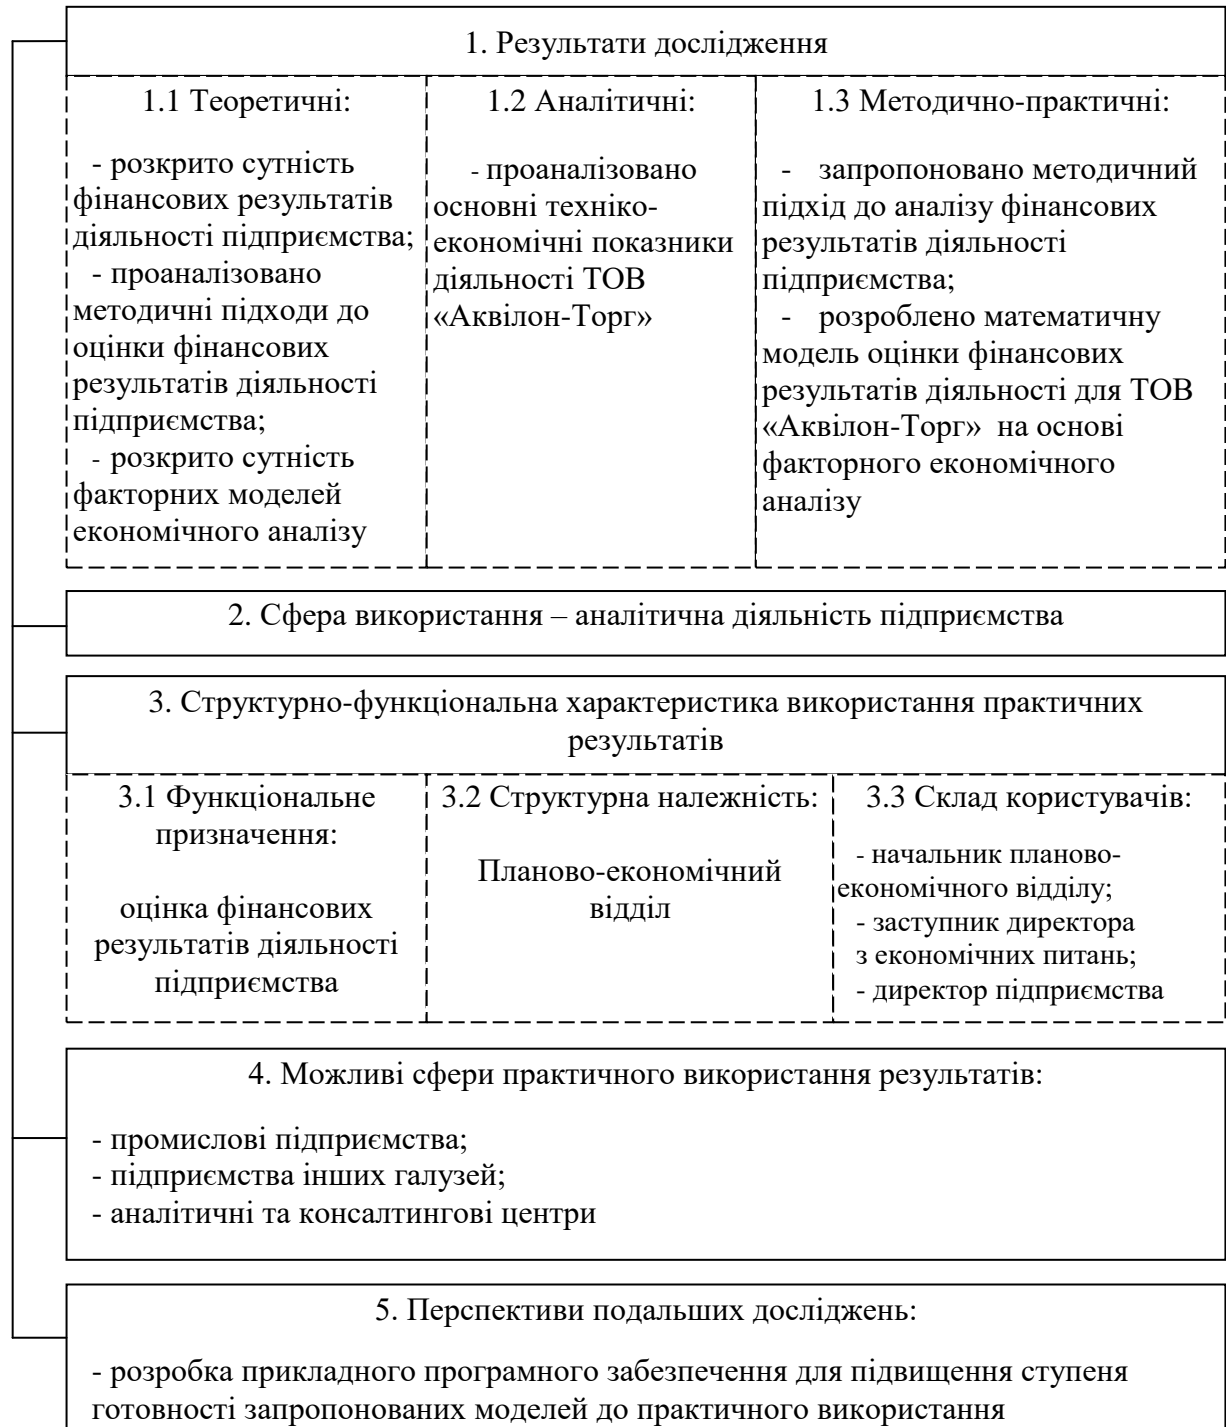 1. Результати дослідження
1.1 Теоретичні:
- розкрито сутність
фінансових результатів
діяльності підприємства;
- проаналізовано
методичні підходи до
оцінки фінансових
результатів діяльності
підприємства;
- розкрито сутність
факторних моделей
економічного аналізу
1.2 Аналітичні:
- проаналізовано
основні техніко-
економічні показники
діяльності ТОВ
«Аквілон-Торг»
1.3 Методично-практичні:
- запропоновано методичний
підхід до аналізу фінансових
результатів діяльності
підприємства;
- розроблено математичну
модель оцінки фінансових
результатів діяльності для ТОВ
«Аквілон-Торг» на основі
факторного економічного
аналізу
2. Сфера використання – аналітична діяльність підприємства
3. Структурно-функціональна характеристика використання практичних
результатів
3.1 Функціональне
призначення:
оцінка фінансових
результатів діяльності
підприємства
3.2 Структурна належність:
Планово-економічний
відділ
3.3 Склад користувачів:
- начальник планово-
економічного відділу;
- заступник директора
з економічних питань;
- директор підприємства
4. Можливі сфери практичного використання результатів:
- промислові підприємства;
- підприємства інших галузей;
- аналітичні та консалтингові центри
5. Перспективи подальших досліджень:
- розробка прикладного програмного забезпечення для підвищення ступеня
готовності запропонованих моделей до практичного використання